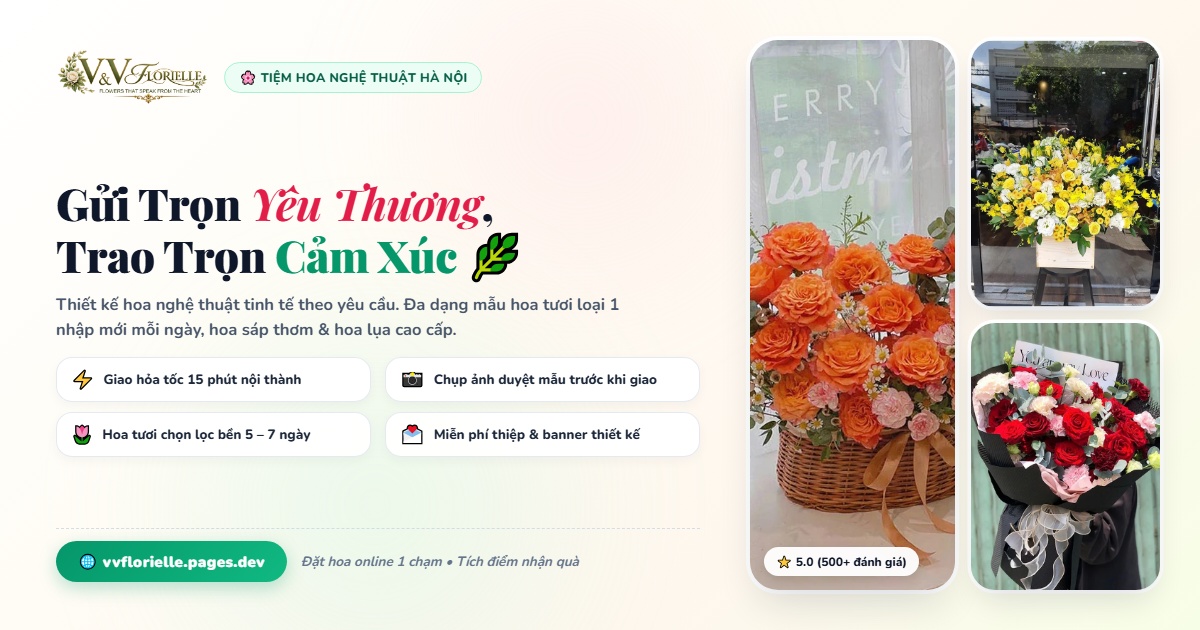 V&V FLORIELLE
FLOWERS THAT SPEAK FROM THE HEART
🌸 TIỆM HOA NGHỆ THUẬT HÀ NỘI
Gửi Trọn Yêu Thương,
Trao Trọn Cảm Xúc 🌿
Thiết kế hoa nghệ thuật tinh tế theo yêu cầu. Đa dạng mẫu hoa tươi loại 1
nhập mới mỗi ngày, hoa sáp thơm & hoa lụa cao cấp.
⚡ Giao hỏa tốc 15 phút nội thành
📸 Chụp ảnh duyệt mẫu trước khi giao
🌷 Hoa tươi chọn lọc bền 5 – 7 ngày
💌 Miễn phí thiệp & banner thiết kế
🌐 vvflorielle.pages.dev
Đặt hoa online 1 chạm • Tích điểm nhận quà
ERRY
istma
YE
⭐ 5.0 (500+ đánh giá)
Love